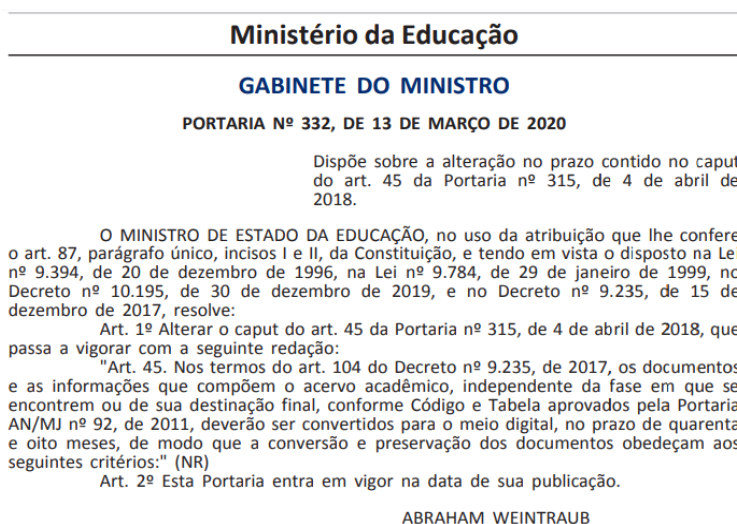 Ministério da Educação
GABINETE DO MINISTRO
PORTARIA Nº 332, DE 13 DE MARÇO DE 2020
Dispõe sobre a alteração no prazo contido no caput
do art. 45 da Portaria nº 315, de 4 de abril de
2018.
O MINISTRO DE ESTADO DA EDUCAÇÃO, no uso da atribuição que lhe confere
o art. 87, parágrafo único, incisos I e II, da Constituição, e tendo em vista o disposto na Lei
nº 9.394, de 20 de dezembro de 1996, na Lei nº 9.784, de 29 de janeiro de 1999, no
Decreto nº 10.195, de 30 de dezembro de 2019, e no Decreto nº 9.235, de 15 de
dezembro de 2017, resolve:
Art. 1º Alterar o caput do art. 45 da Portaria nº 315, de 4 de abril de 2018, que
passa a vigorar com a seguinte redação:
"Art. 45. Nos termos do art. 104 do Decreto nº 9.235, de 2017, os documentos
e as informações que compõem o acervo acadêmico, independente da fase em que se
encontrem ou de sua destinação final, conforme Código e Tabela aprovados pela Portaria
AN/MJ nº 92, de 2011, deverão ser convertidos para o meio digital, no prazo de quarenta
e oito meses, de modo que a conversão e preservação dos documentos obedeçam aos
seguintes critérios:" (NR)
Art. 2º Esta Portaria entra em vigor na data de sua publicação.
ABRAHAM WEINTRAUB